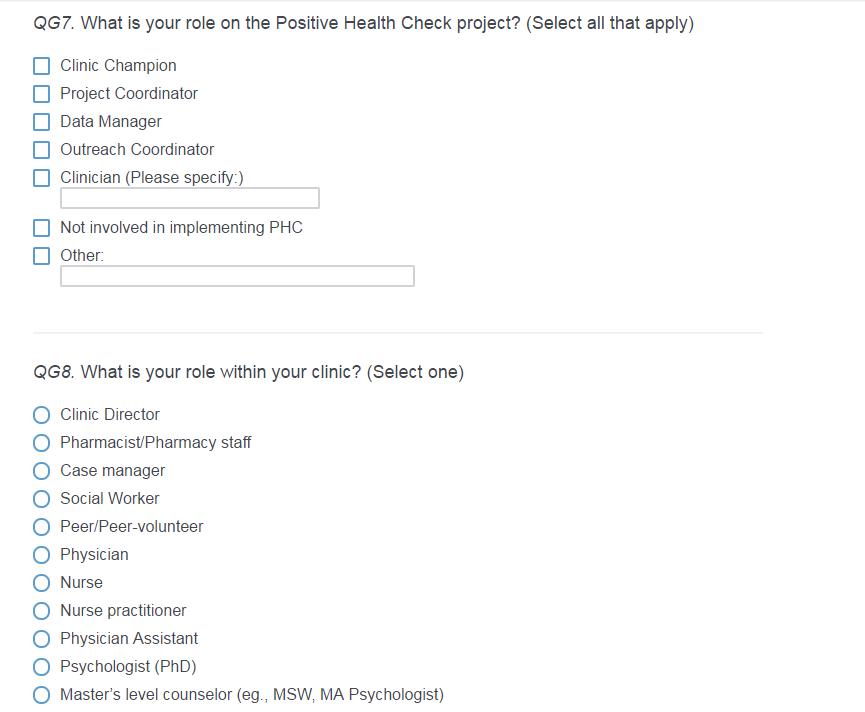 QG7. What is your role on the Positive Health Check project? (Select all that apply)
Clinic Champion
Project Coordinator
Data Manager
Outreach Coordinator
Clinician (Please specify:)
Not involved in implementing PHC
Other:
QG8. What is your role within your clinic? (Select one)
Clinic Director
Pharmacist/Pharmacy staff
Case manager
Social Worker
Peer/Peer-volunteer
Physician
Nurse
Nurse practitioner
Physician Assistant
Psychologist (PhD)
Master’s level counselor (eg., MSW, MA Psychologist)